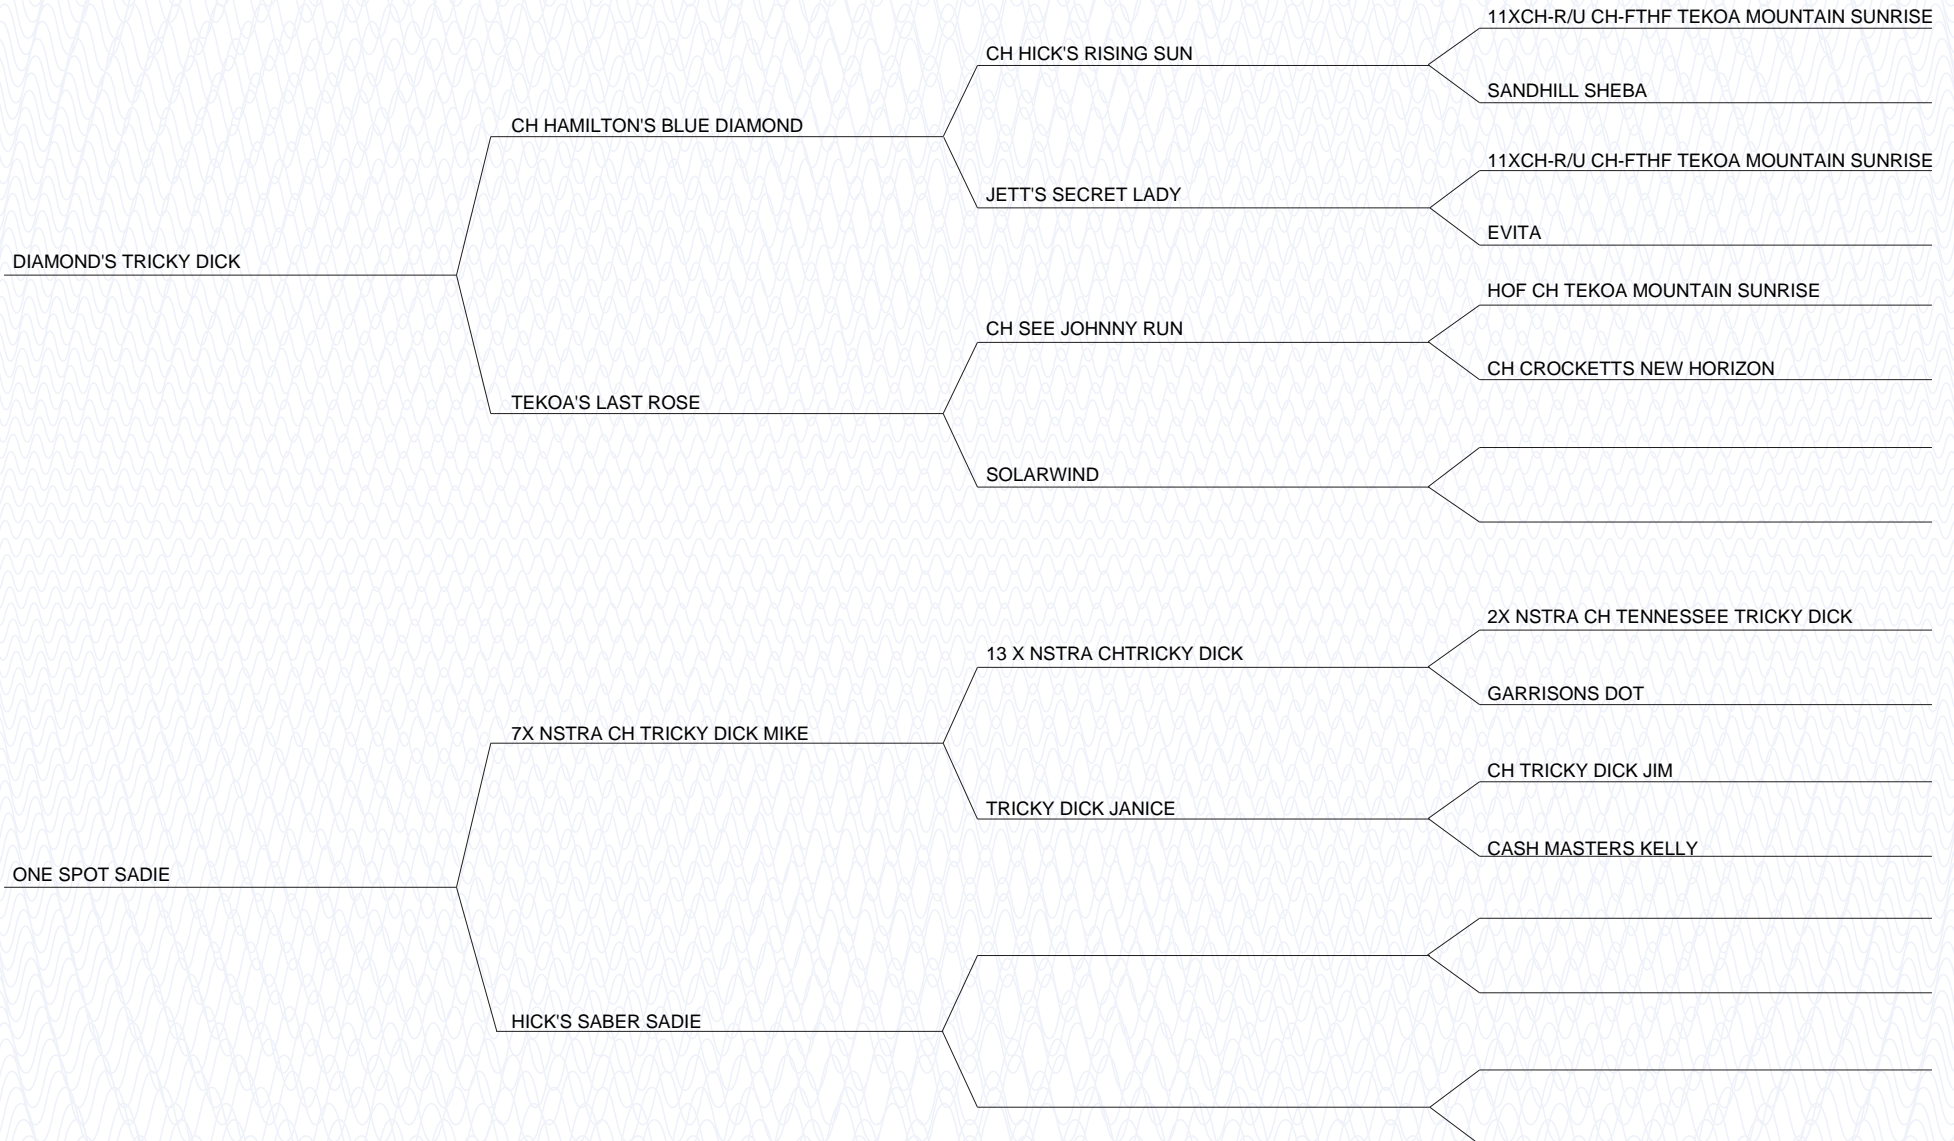 11XCH-R/U CH-FTHF TEKOA MOUNTAIN SUNRISE
CH HICK'S RISING SUN
SANDHILL SHEBA
CH HAMILTON'S BLUE DIAMOND
11XCH-R/U CH-FTHF TEKOA MOUNTAIN SUNRISE
JETT'S SECRET LADY
EVITA
DIAMOND'S TRICKY DICK
HOF CH TEKOA MOUNTAIN SUNRISE
CH SEE JOHNNY RUN
CH CROCKETTS NEW HORIZON
TEKOA'S LAST ROSE
SOLARWIND
2X NSTRA CH TENNESSEE TRICKY DICK
13 X NSTRA CHTRICKY DICK
GARRISONS DOT
7X NSTRA CH TRICKY DICK MIKE
CH TRICKY DICK JIM
TRICKY DICK JANICE
CASH MASTERS KELLY
ONE SPOT SADIE
HICK'S SABER SADIE